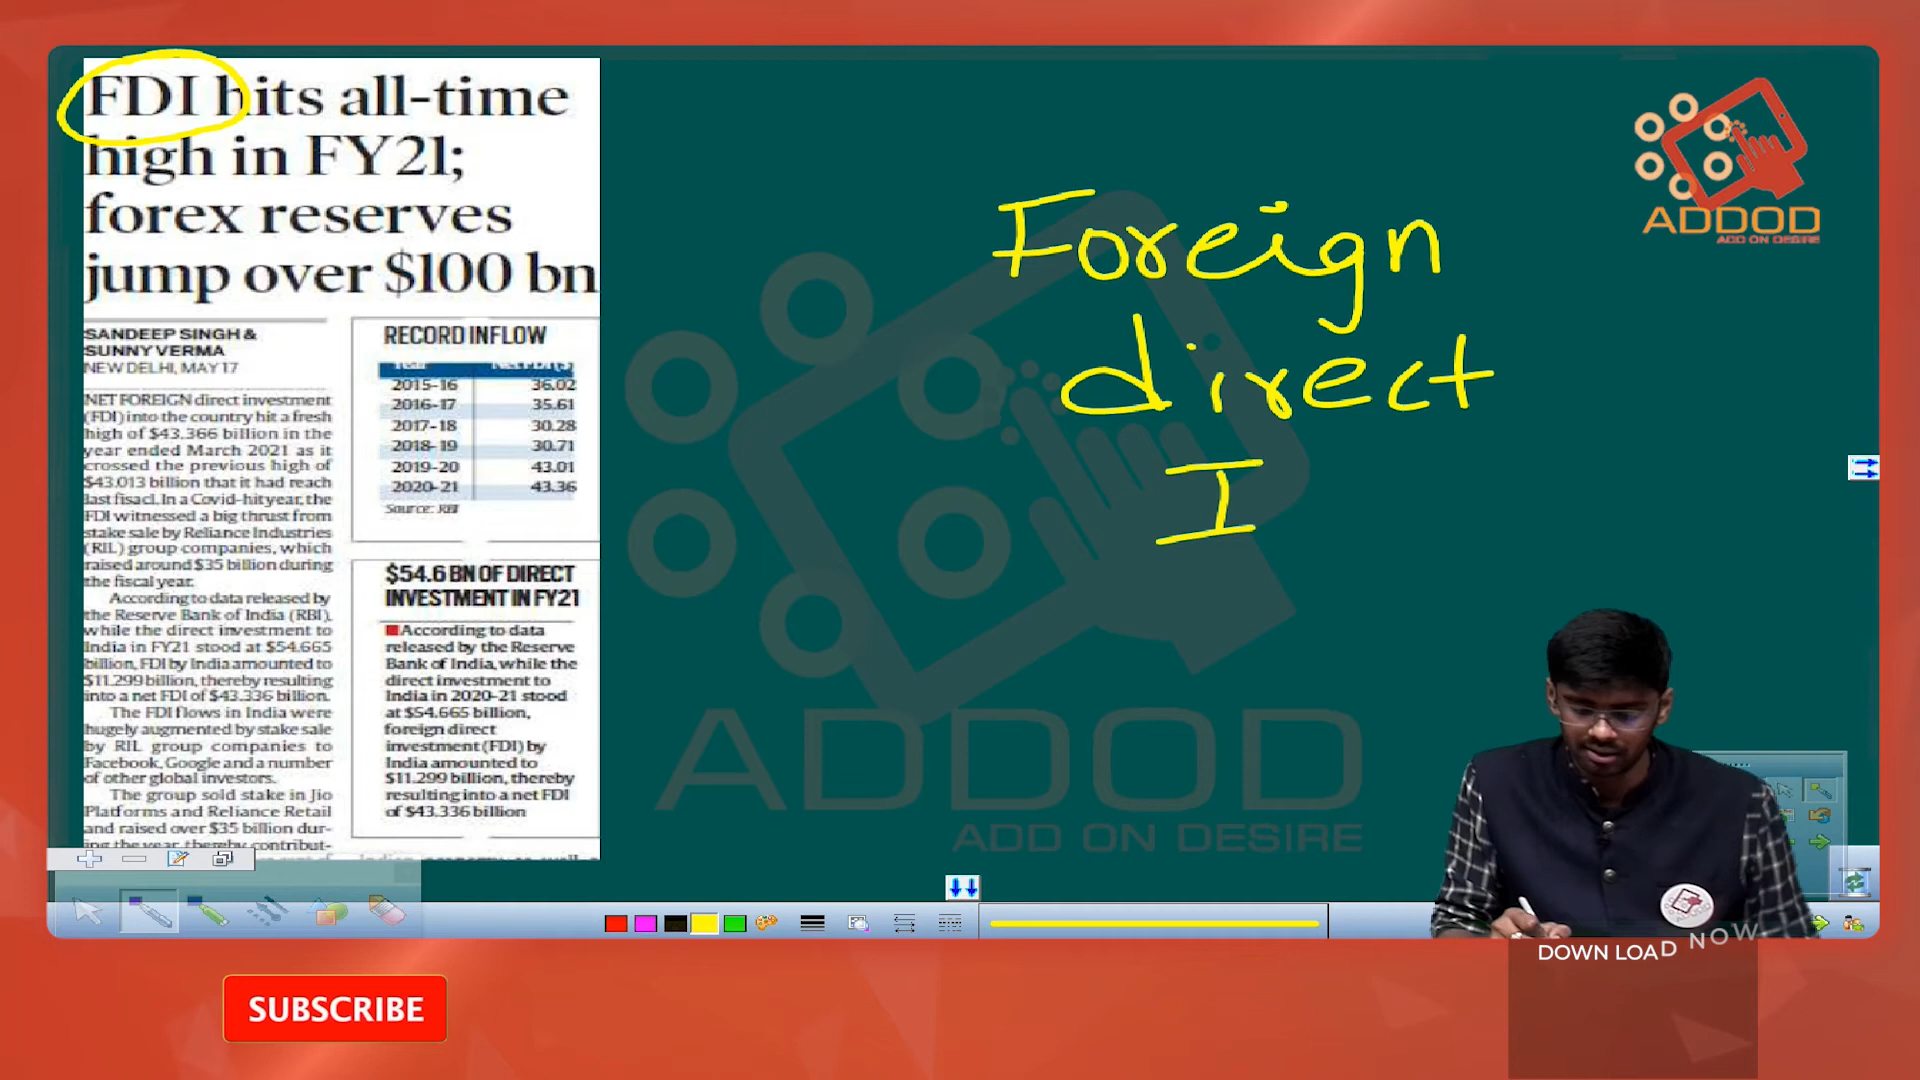 FDI hits all-time
high in FY21;
forex reserves
jump over $100 bn
SANDEEP SINGH &
SUNNY VERMA
NEW DELHI, MAY 17
NET FOREIGN direct investment
(FDI) into the country hit a fresh
high of $43.366 billion in the
year ended March 2021 as it
crossed the previous high of
$43.013 billion that it had reach
last fisacl. In a Covid-hit year, the
FDI witnessed a big thrust from
stake sale by Reliance Industries
(RIL) group companies, which
raised around $35 billion during
the fiscal year.
According to data released by
the Reserve Bank of India (RBI),
while the direct investment to
India in FY21 stood at $54.665
billion, FDI by India amounted to
$11.299 billion, thereby resulting
into a net FDI of $43.336 billion.
The FDI flows in India were
hugely augmented by stake sale
by RIL group companies to
Facebook, Google and a number
of other global investors.
The group sold stake in Jio
Platforms and Reliance Retail
and raised over $35 billion dur-
ing the year, thereby contribut-
RECORD INFLOW
Year Net FDI ($)
2015-16 36.02
2016-17 35.61
2017-18 30.28
2018-19 30.71
2019-20 43.01
2020-21 43.36
Source: RBI
$54.6 BN OF DIRECT
INVESTMENT IN FY21
According to data
released by the Reserve
Bank of India, while the
direct investment to
India in 2020-21 stood
at $54.665 billion,
foreign direct
investment (FDI) by
India amounted to
$11.299 billion, thereby
resulting into a net FDI
of $43.336 billion
Foreign
direct
I
ADDOD
ADD ON DESIRE
ADDOD
ADD ON DESIRE
ADDOD
DOWNLOAD NOW
SUBSCRIBE